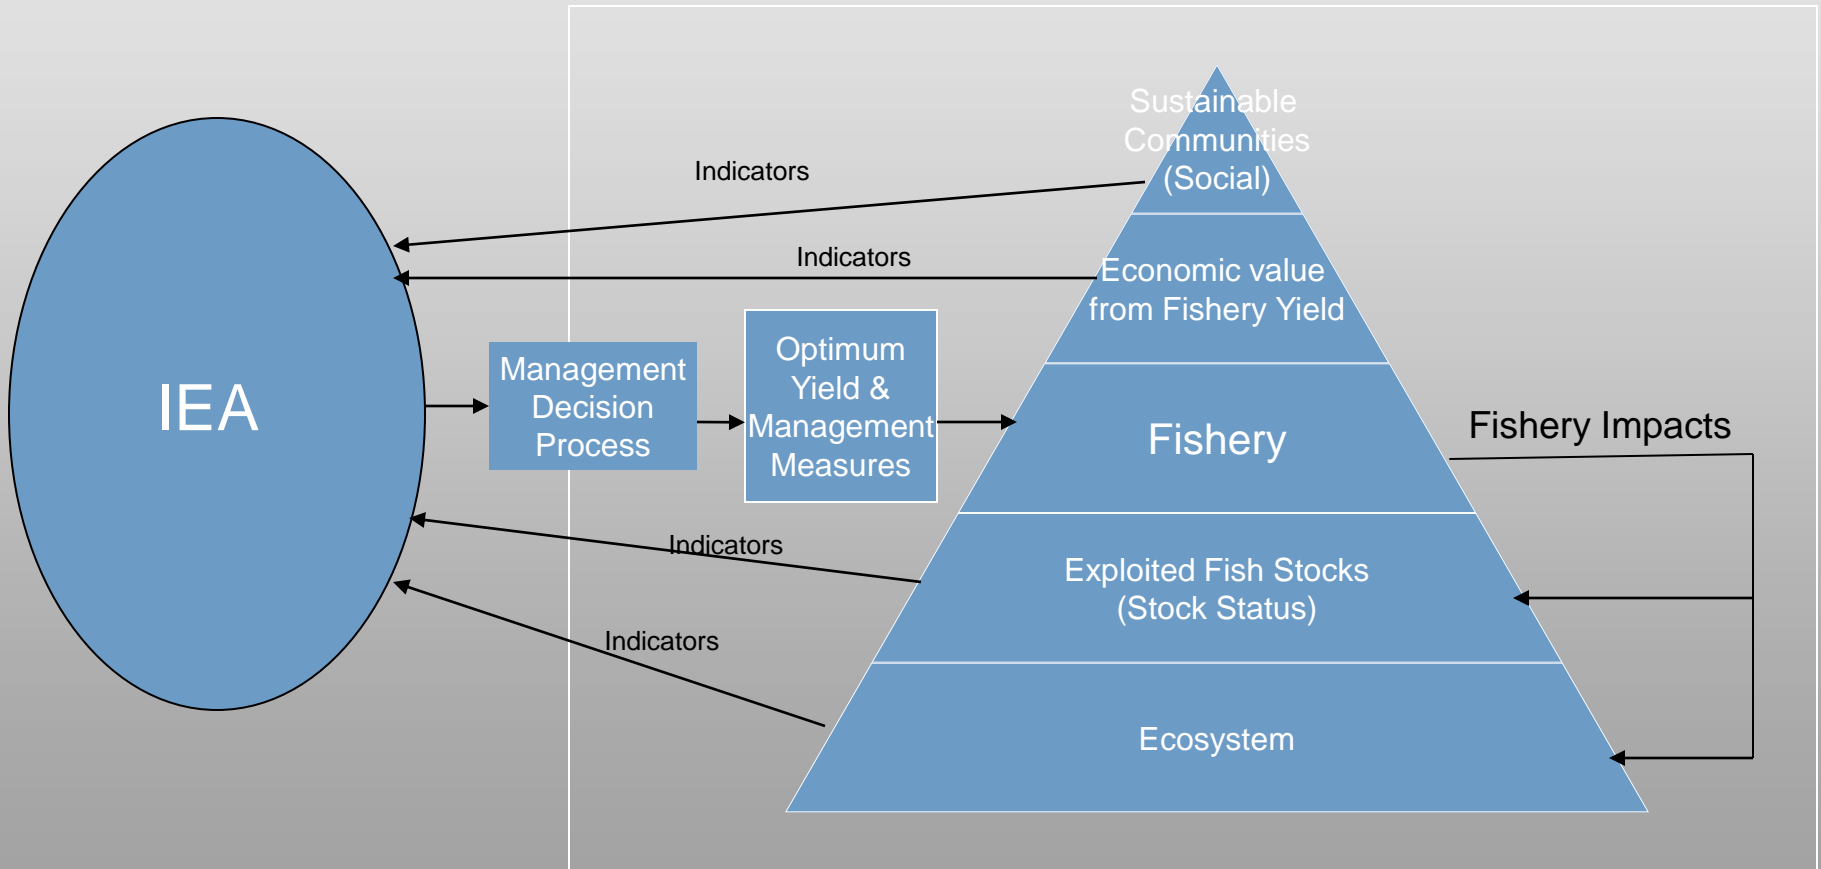 Sustainable
Communities
(Social)
Indicators
Indicators
Economic value
from Fishery Yield
Optimum
Yield &
Management
Measures
Management
Decision
Process
IEA
Fishery
Fishery Impacts
Indicators
Exploited Fish Stocks
(Stock Status)
Indicators
Ecosystem